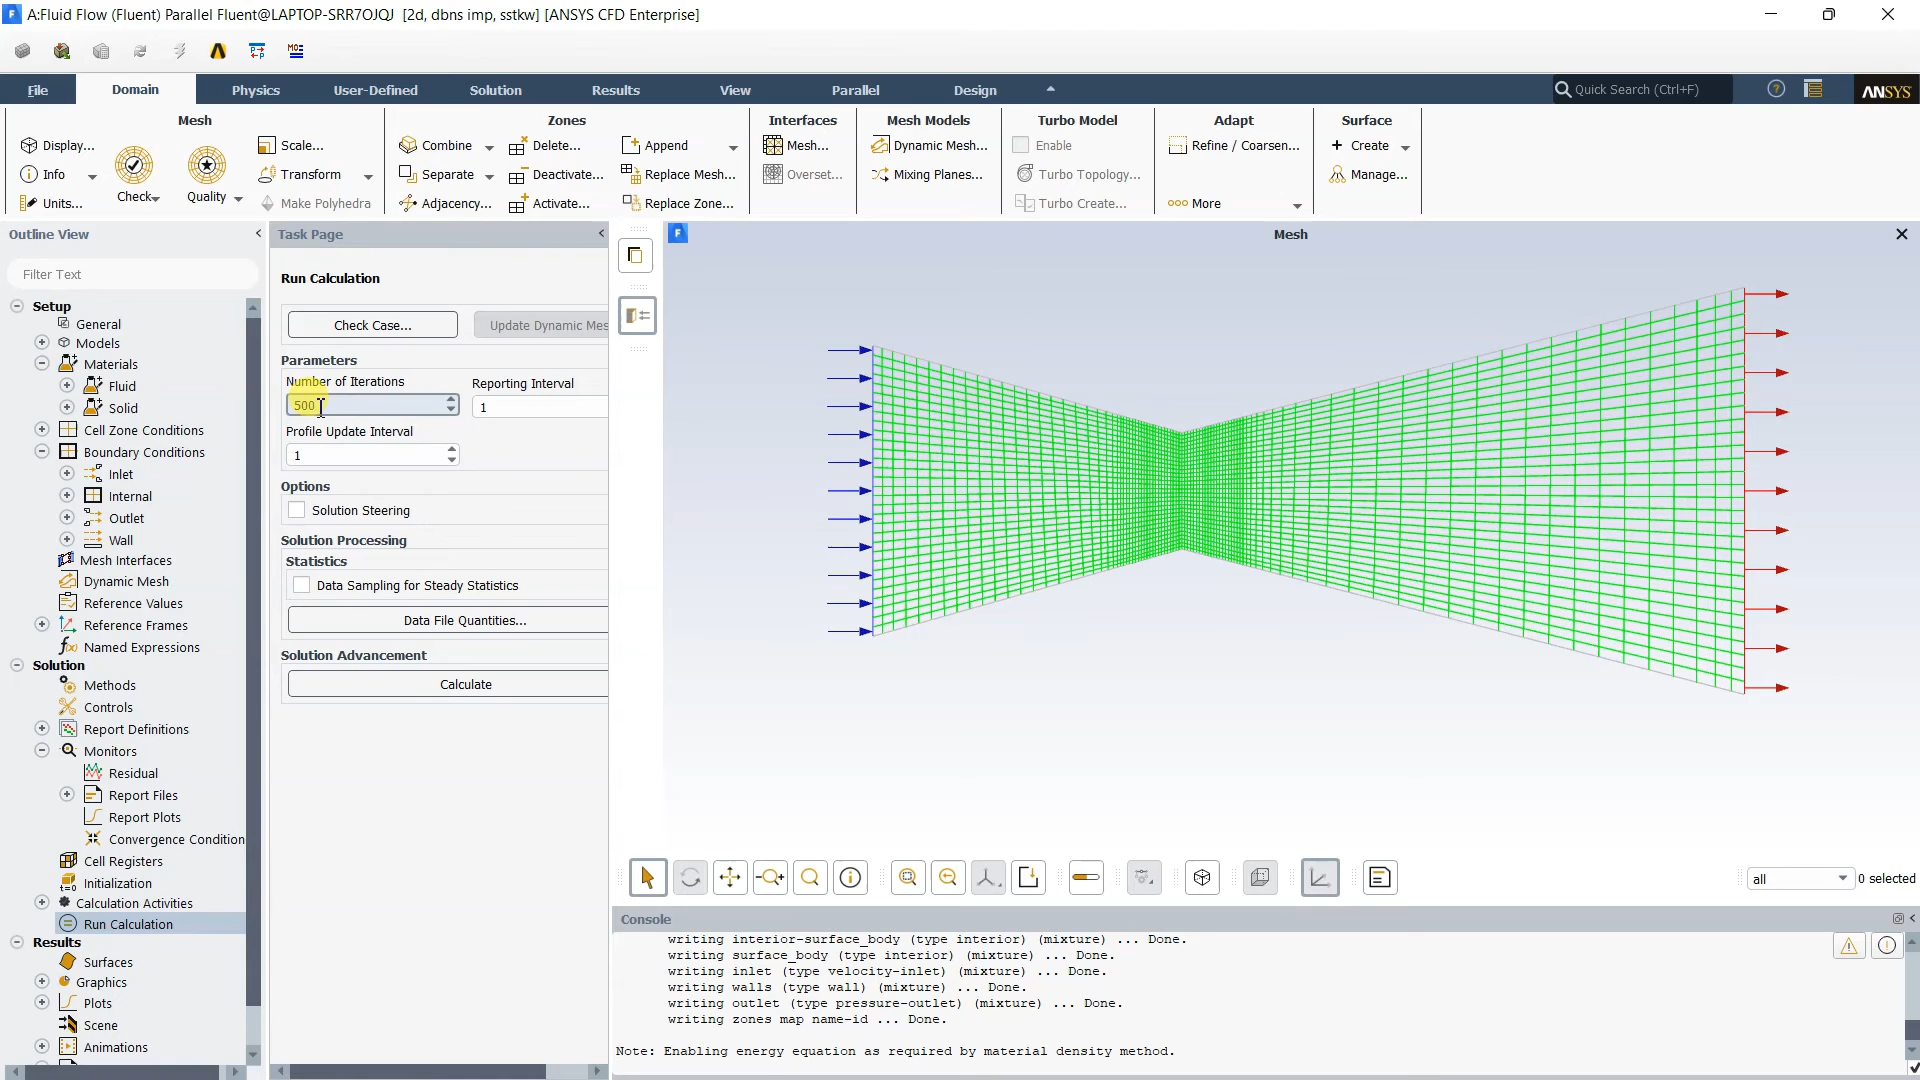 A:Fluid Flow (Fluent) Parallel Fluent@LAPTOP-SRR7OJQJ [2d, dbns imp, sstkw] [ANSYS CFD Enterprise]
File
Domain
Physics
User-Defined
Solution
Results
View
Parallel
Design
Quick Search (Ctrl+F)
ANSYS
Mesh
Display...
Info
Units...
Check
Quality
Scale...
Transform
Make Polyhedra
Zones
Combine
Separate
Adjacency...
Delete...
Deactivate...
Activate...
Append
Replace Mesh...
Replace Zone...
Interfaces
Mesh...
Overset...
Mesh Models
Dynamic Mesh...
Mixing Planes...
Turbo Model
Enable
Turbo Topology...
Turbo Create...
Adapt
Refine / Coarsen...
More
Surface
Create
Manage...
Outline View
Filter Text
Setup
General
Models
Materials
Fluid
Solid
Cell Zone Conditions
Boundary Conditions
Inlet
Internal
Outlet
Wall
Mesh Interfaces
Dynamic Mesh
Reference Values
Reference Frames
Named Expressions
Solution
Methods
Controls
Report Definitions
Monitors
Residual
Report Files
Report Plots
Convergence Condition
Cell Registers
Initialization
Calculation Activities
Run Calculation
Results
Surfaces
Graphics
Plots
Scene
Animations
Task Page
Run Calculation
Check Case...
Update Dynamic Mes
Parameters
Number of Iterations
Reporting Interval
500
1
Profile Update Interval
1
Options
Solution Steering
Solution Processing
Statistics
Data Sampling for Steady Statistics
Data File Quantities...
Solution Advancement
Calculate
Mesh
all
0 selected
Console
writing interior-surface_body (type interior) (mixture) ... Done.
writing surface_body (type interior) (mixture) ... Done.
writing inlet (type velocity-inlet) (mixture) ... Done.
writing walls (type wall) (mixture) ... Done.
writing outlet (type pressure-outlet) (mixture) ... Done.
writing zones map name-id ... Done.
Note: Enabling energy equation as required by material density method.